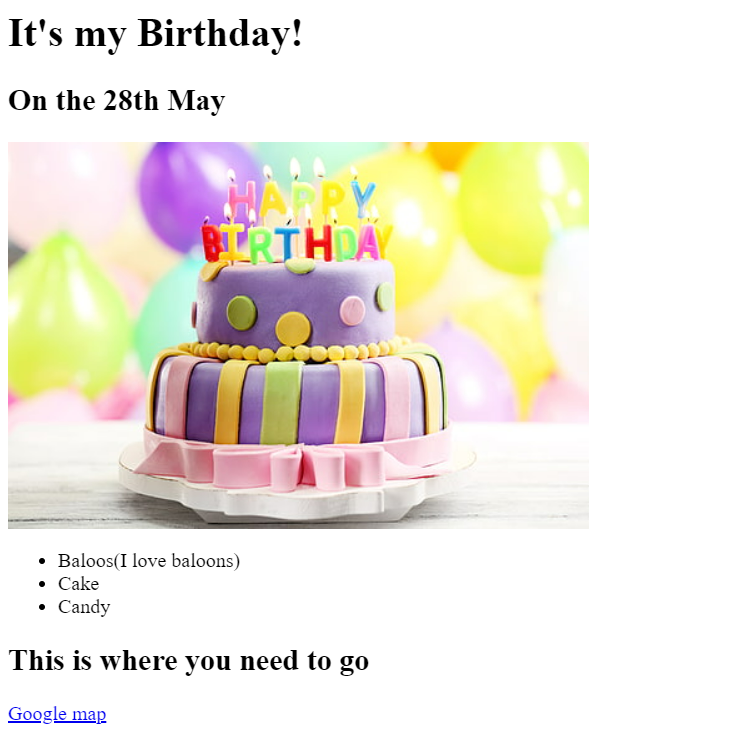 It's my Birthday!
On the 28th May
HAPPY
BIRTHDAY
Baloos(I love baloons)
Cake
Candy
This is where you need to go
Google map